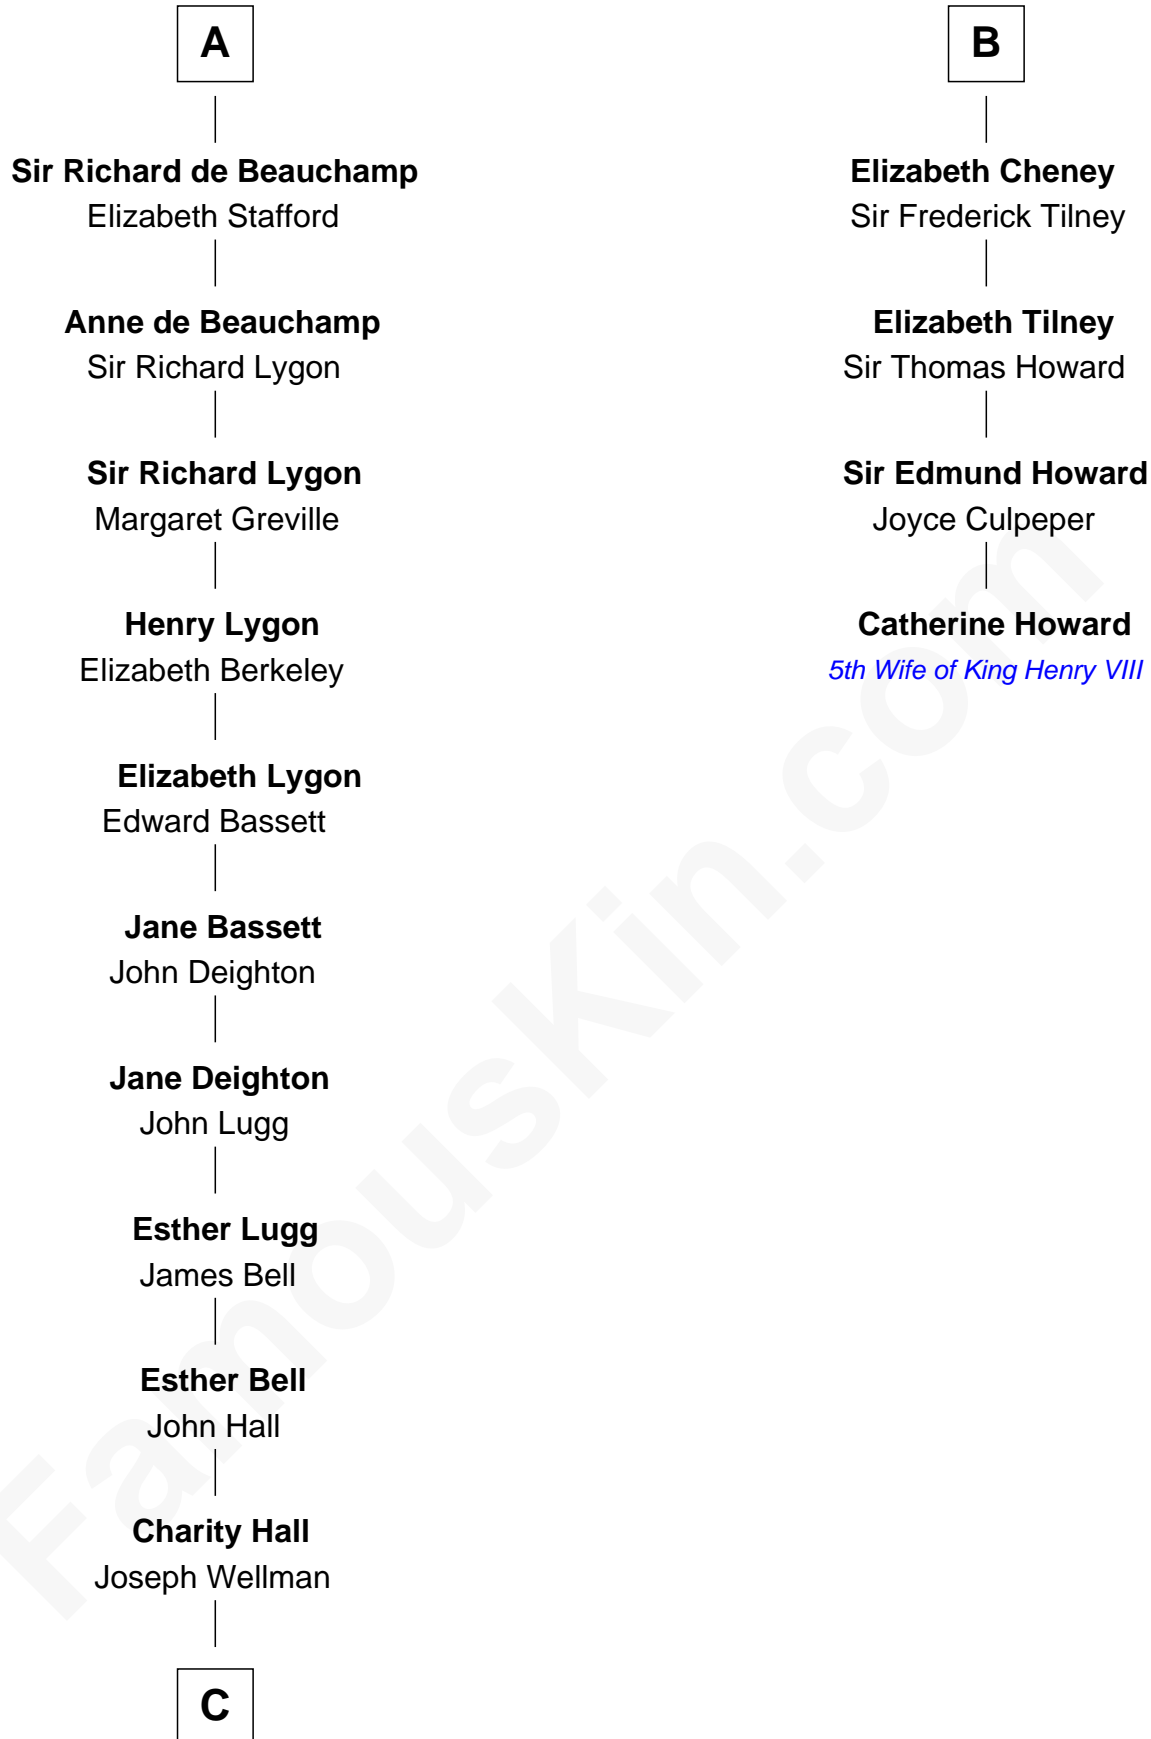 A
Sir Richard de Beauchamp
Elizabeth Stafford
Anne de Beauchamp
Sir Richard Lygon
Sir Richard Lygon
Margaret Greville
Henry Lygon
Elizabeth Berkeley
Elizabeth Lygon
Edward Bassett
Jane Bassett
John Deighton
Jane Deighton
John Lugg
Esther Lugg
James Bell
Esther Bell
John Hall
Charity Hall
Joseph Wellman
C
B
Elizabeth Cheney
Sir Frederick Tilney
Elizabeth Tilney
Sir Thomas Howard
Sir Edmund Howard
Joyce Culpeper
Catherine Howard
5th Wife of King Henry VIII
FamousKin.com